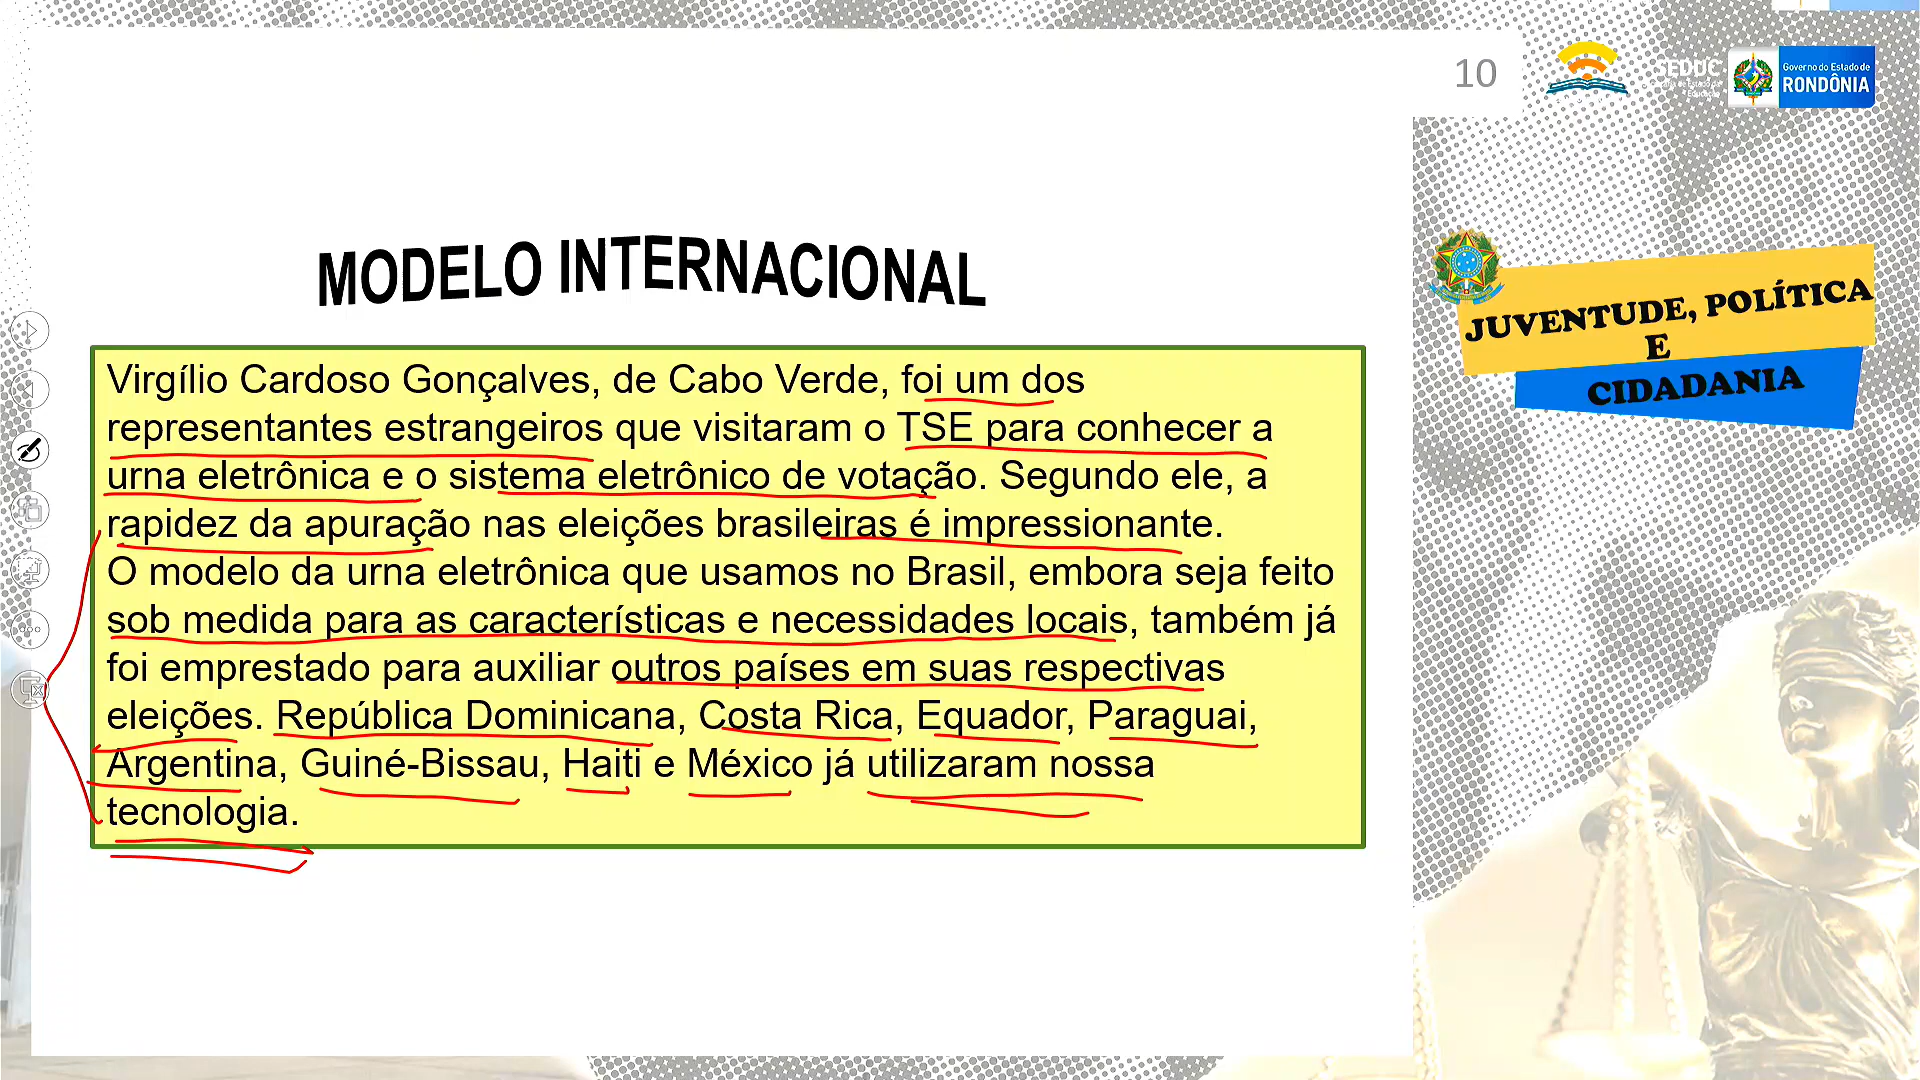 10
SEDUC
Governo do Estado de
RONDÔNIA
MODELO INTERNACIONAL
JUVENTUDE, POLÍTICA
E
CIDADANIA
Virgílio Cardoso Gonçalves, de Cabo Verde, foi um dos
representantes estrangeiros que visitaram o TSE para conhecer a
urna eletrônica e o sistema eletrônico de votação. Segundo ele, a
rapidez da apuração nas eleições brasileiras é impressionante.
O modelo da urna eletrônica que usamos no Brasil, embora seja feito
sob medida para as características e necessidades locais, também já
foi emprestado para auxiliar outros países em suas respectivas
eleições. República Dominicana, Costa Rica, Equador, Paraguai,
Argentina, Guiné-Bissau, Haiti e México já utilizaram nossa
tecnologia.